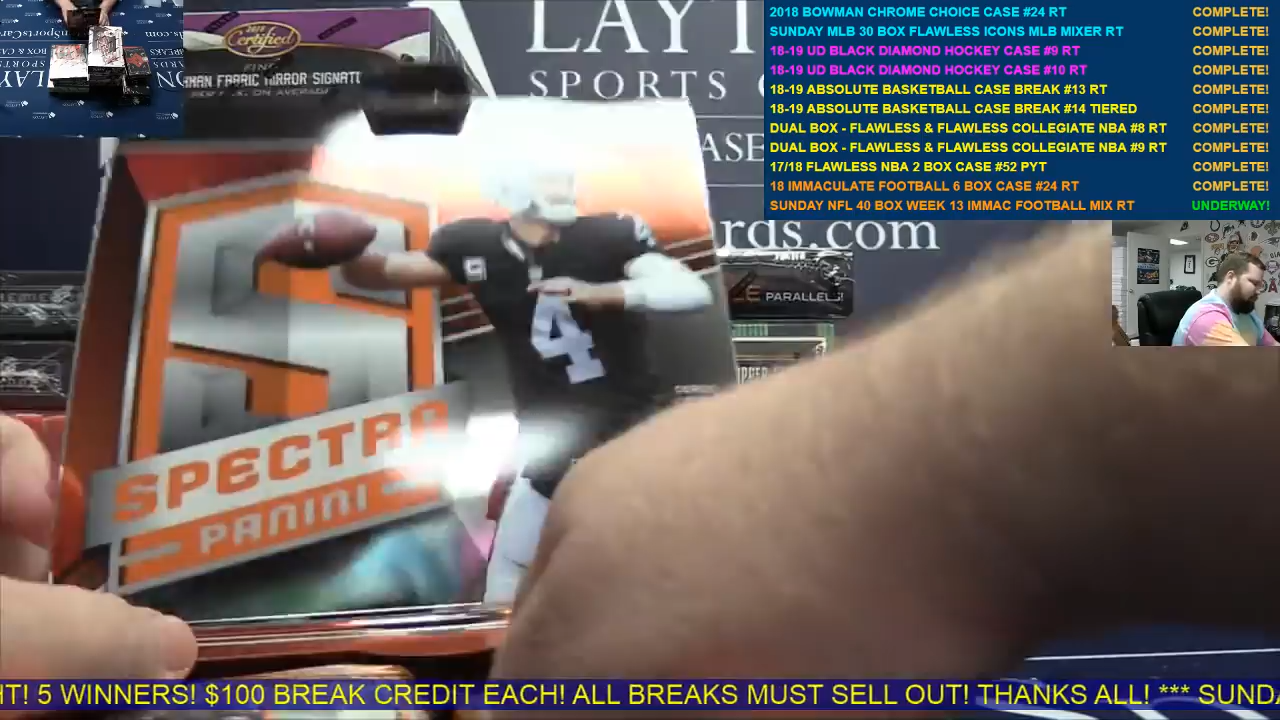 2018 BOWMAN CHROME CHOICE CASE #24 RT COMPLETE!
SUNDAY MLB 30 BOX FLAWLESS ICONS MLB MIXER RT COMPLETE!
18-19 UD BLACK DIAMOND HOCKEY CASE #9 RT COMPLETE!
18-19 UD BLACK DIAMOND HOCKEY CASE #10 RT COMPLETE!
18-19 ABSOLUTE BASKETBALL CASE BREAK #13 RT COMPLETE!
18-19 ABSOLUTE BASKETBALL CASE BREAK #14 TIERED COMPLETE!
DUAL BOX - FLAWLESS & FLAWLESS COLLEGIATE NBA #8 RT COMPLETE!
DUAL BOX - FLAWLESS & FLAWLESS COLLEGIATE NBA #9 RT COMPLETE!
17/18 FLAWLESS NBA 2 BOX CASE #52 PYT COMPLETE!
18 IMMACULATE FOOTBALL 6 BOX CASE #24 RT COMPLETE!
SUNDAY NFL 40 BOX WEEK 13 IMMAC FOOTBALL MIX RT UNDERWAY!
2018
Certified
LAYT
SPORTS
ASE
rds.com
PARALLELS!
4
S
SPECTRA
PANINI
HT! 5 WINNERS! $100 BREAK CREDIT EACH! ALL BREAKS MUST SELL OUT! THANKS ALL! *** SUND